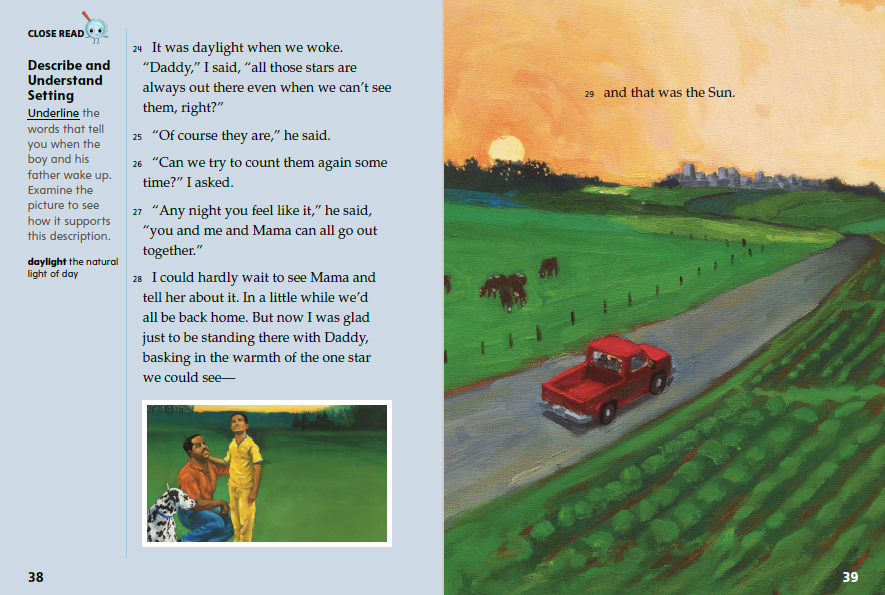 CLOSE READ
Describe and
Understand
Setting
Underline the
words that tell
you when the
boy and his
father wake up.
Examine the
picture to see
how it supports
this description.
daylight the natural
light of day
24 It was daylight when we woke.
“Daddy,” I said, “all those stars are
always out there even when we can’t see
them, right?”
25 “Of course they are,” he said.
26 “Can we try to count them again some
time?” I asked.
27 “Any night you feel like it,” he said,
“you and me and Mama can all go out
together.”
28 I could hardly wait to see Mama and
tell her about it. In a little while we’d
all be back home. But now I was glad
just to be standing there with Daddy,
basking in the warmth of the one star
we could see—
38
29 and that was the Sun.
39